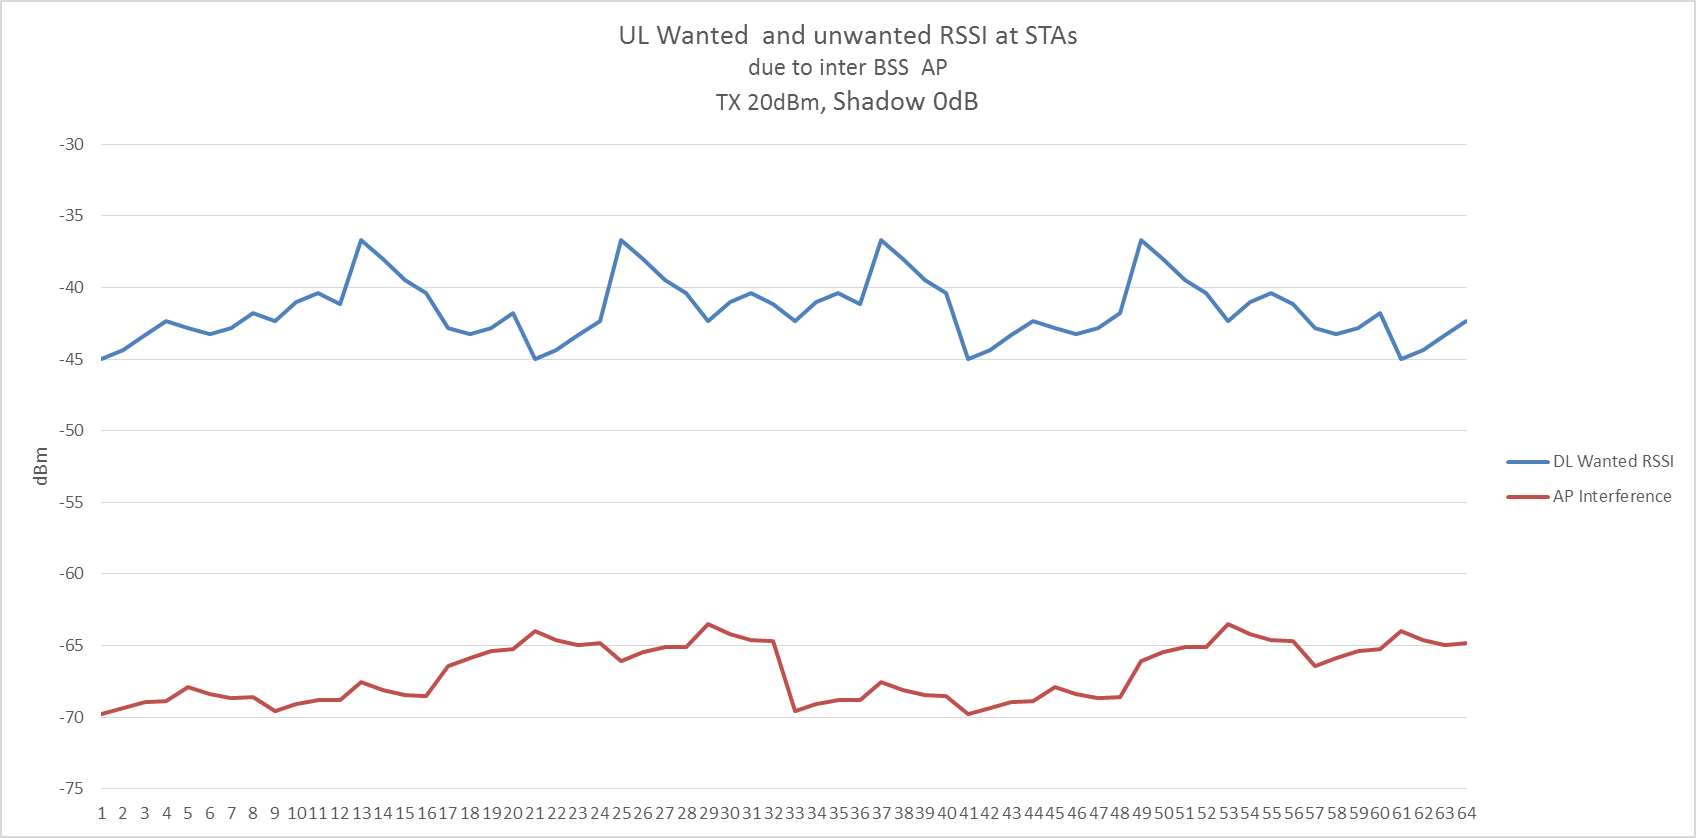 UL Wanted  and unwanted RSSI at STAs
due to inter BSS  AP
TX 20dBm, Shadow 0dB
-30
-35
-40
-45
-50
-55
-60
-65
-70
-75
dBm
DL Wanted RSSI
AP Interference
1 2 3 4 5 6 7 8 9 10 11 12 13 14 15 16 17 18 19 20 21 22 23 24 25 26 27 28 29 30 31 32 33 34 35 36 37 38 39 40 41 42 43 44 45 46 47 48 49 50 51 52 53 54 55 56 57 58 59 60 61 62 63 64